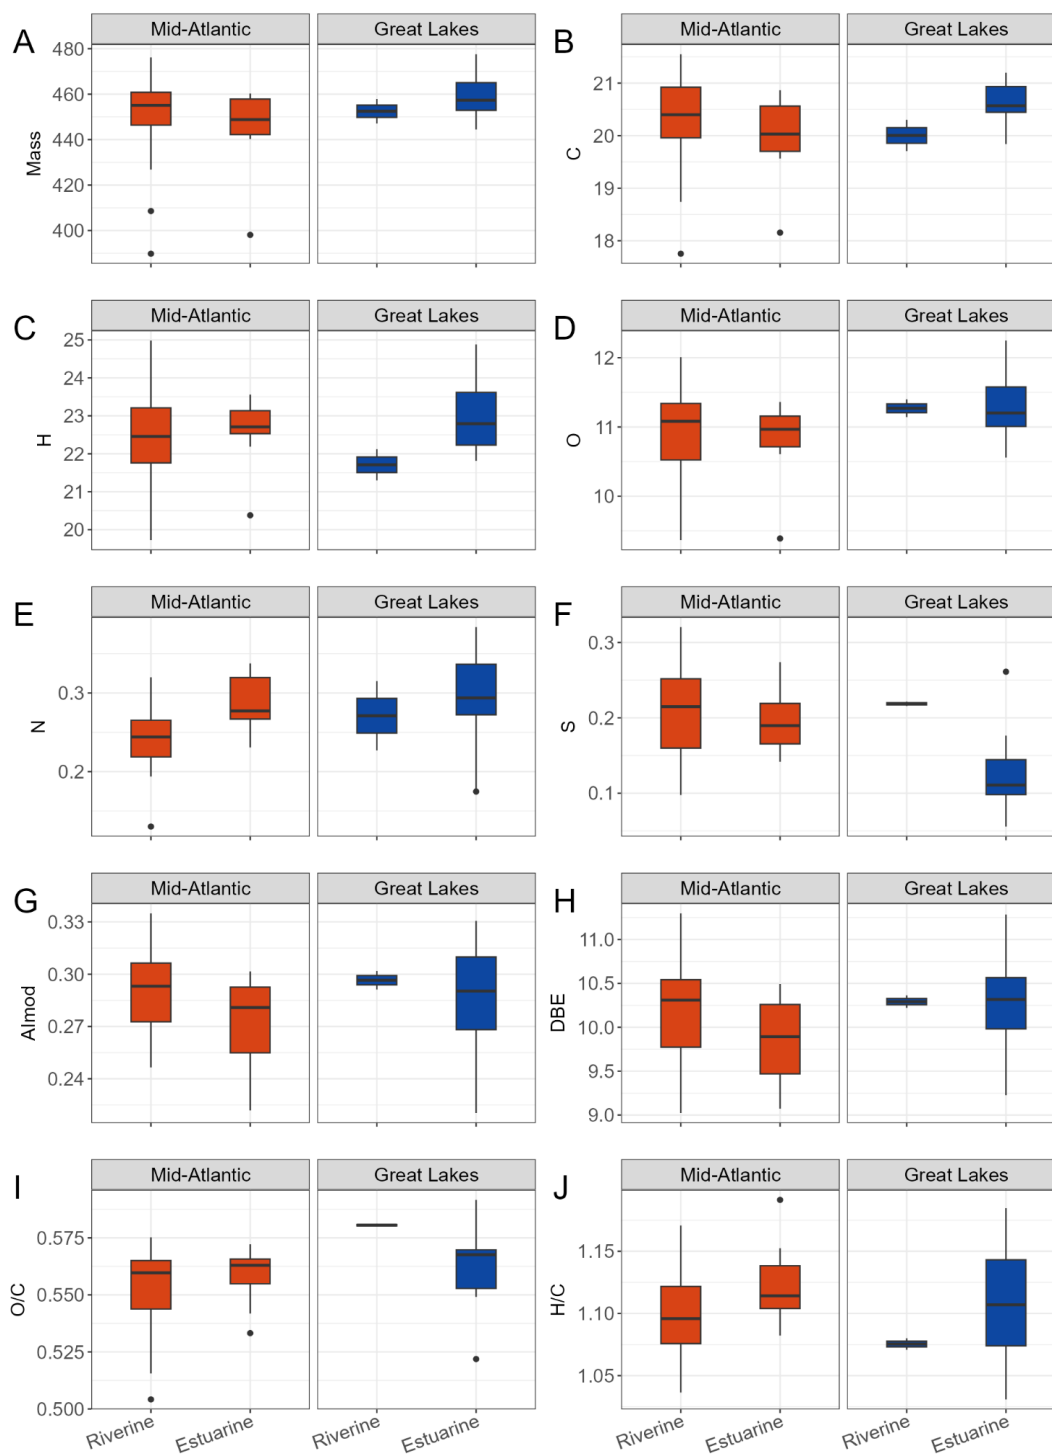 A
Mid-Atlantic
Great Lakes
Mass
480
460
440
420
400
B
Mid-Atlantic
Great Lakes
C
21
20
19
18
C
Mid-Atlantic
Great Lakes
H
25
24
23
22
21
20
D
Mid-Atlantic
Great Lakes
O
12
11
10
E
Mid-Atlantic
Great Lakes
N
0.3
0.2
F
Mid-Atlantic
Great Lakes
S
0.3
0.2
0.1
G
Mid-Atlantic
Great Lakes
AImod
0.33
0.30
0.27
0.24
H
Mid-Atlantic
Great Lakes
DBE
11.0
10.5
10.0
9.5
9.0
I
Mid-Atlantic
Great Lakes
O/C
0.575
0.550
0.525
0.500
Riverine
Estuarine
Riverine
Estuarine
J
Mid-Atlantic
Great Lakes
H/C
1.15
1.10
1.05
Riverine
Estuarine
Riverine
Estuarine